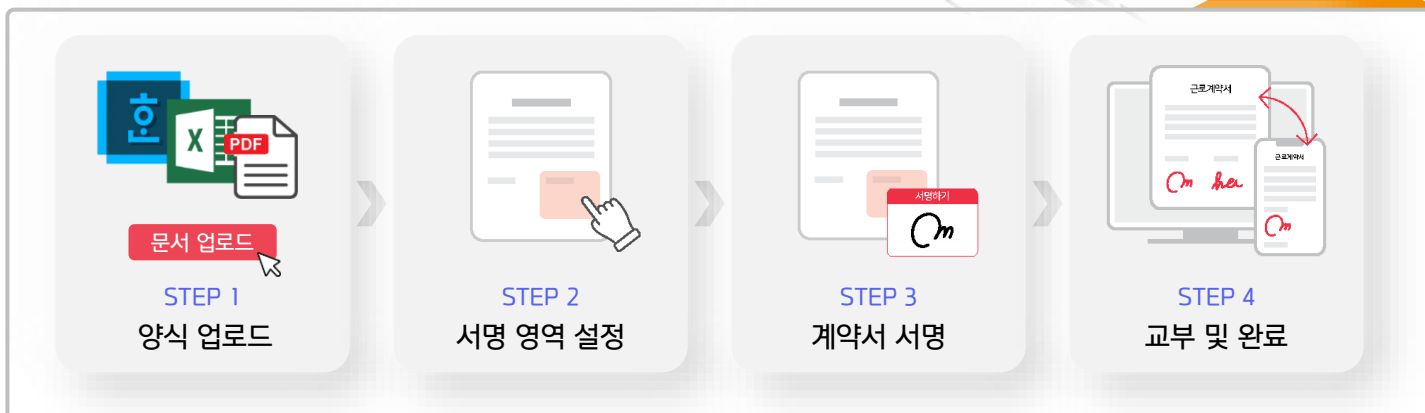 한
X
PDF
문서 업로드
STEP 1
양식 업로드
STEP 2
서명 영역 설정
서명하기
STEP 3
계약서 서명
근로계약서
근로계약서
STEP 4
교부 및 완료